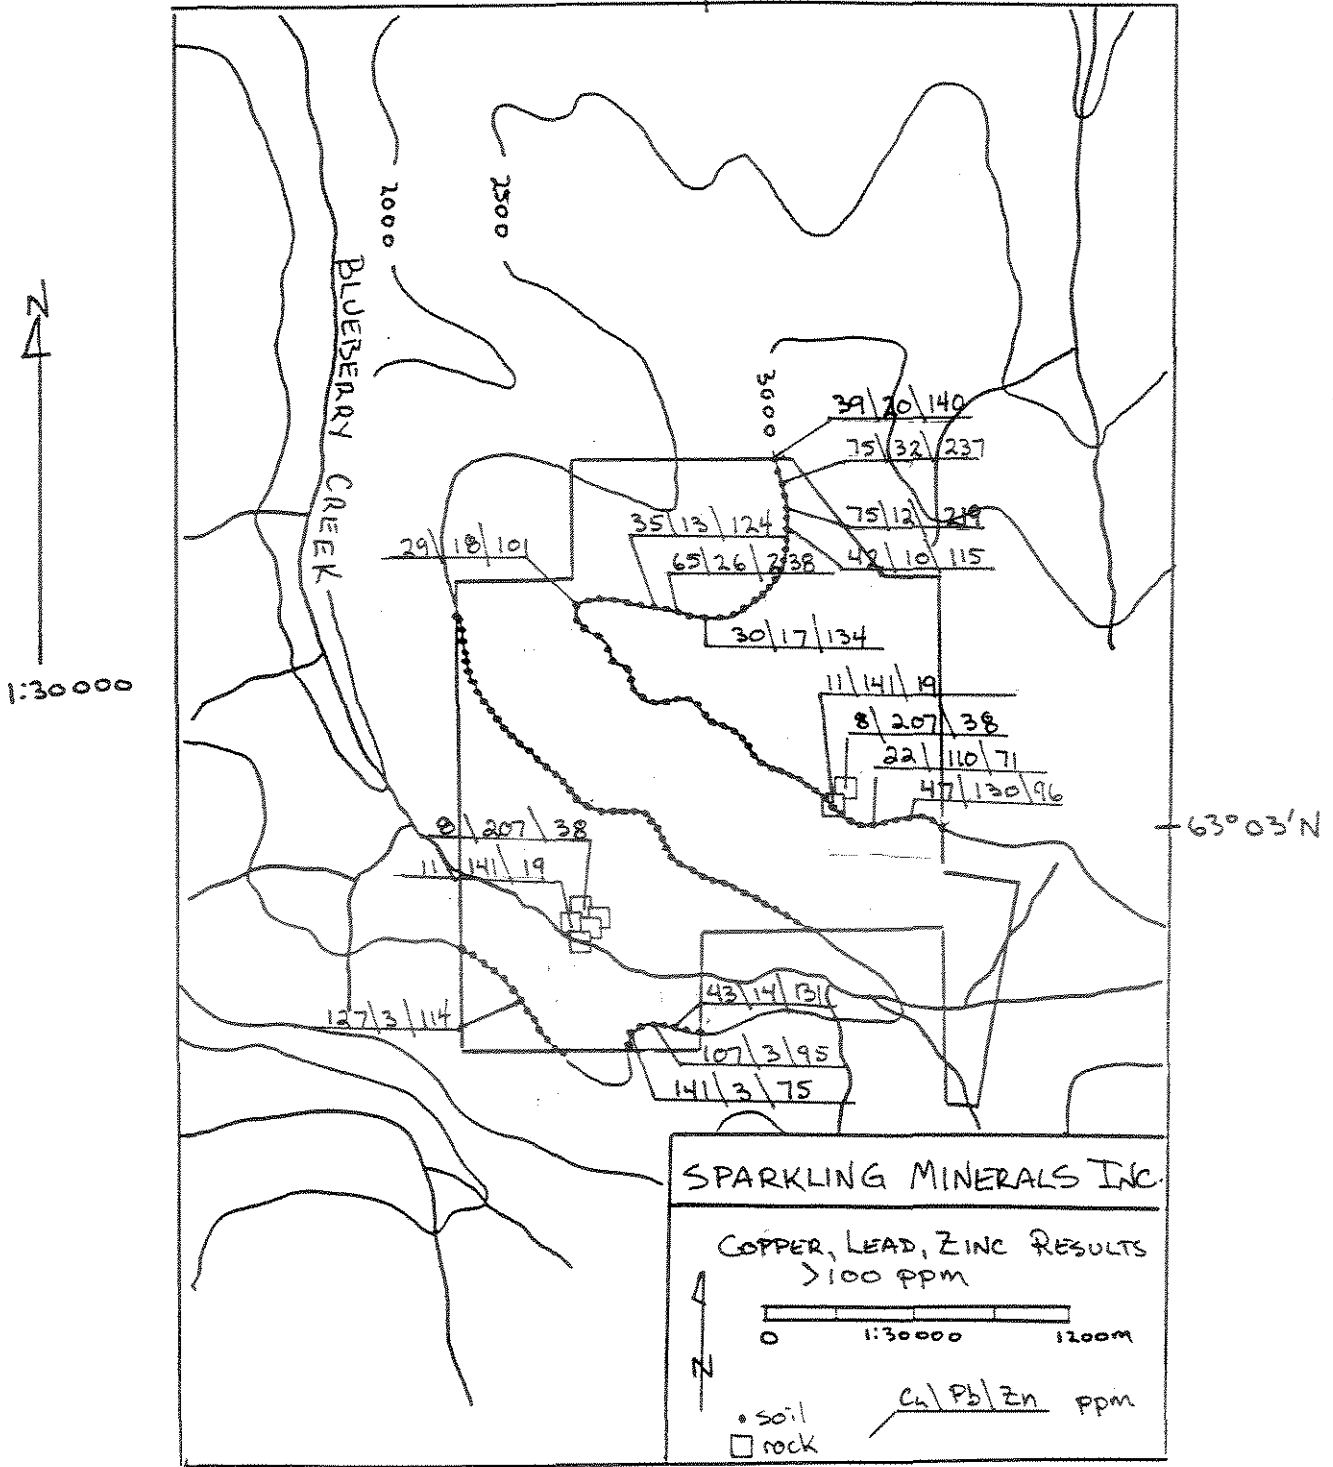 2000
2500
BLUEBERRY CREEK
N
1:30000
3000
39\20\140
75\32\237
75\12\219
42\10\115
35\13\124
65\26\238
29\18\101
30\17\134
11\141\19
8\207\38
22\110\71
47\130\96
63°03'N
8\207\38
11\141\19
43\14\131
127\3\114
107\3\95
141\3\75
SPARKLING MINERALS INC.
COPPER, LEAD, ZINC RESULTS
>100 ppm
0 1:30000 1200m
N
Cu\Pb\Zn ppm
soil
rock